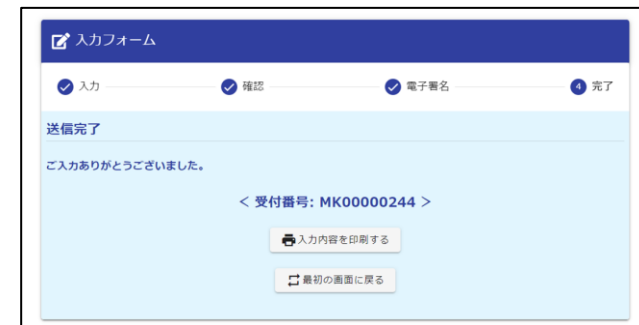 入力フォーム
入力 確認 電子署名 4 完了
送信完了
ご入力ありがとうございました。
< 受付番号: MK00000244 >
入力内容を印刷する
最初の画面に戻る